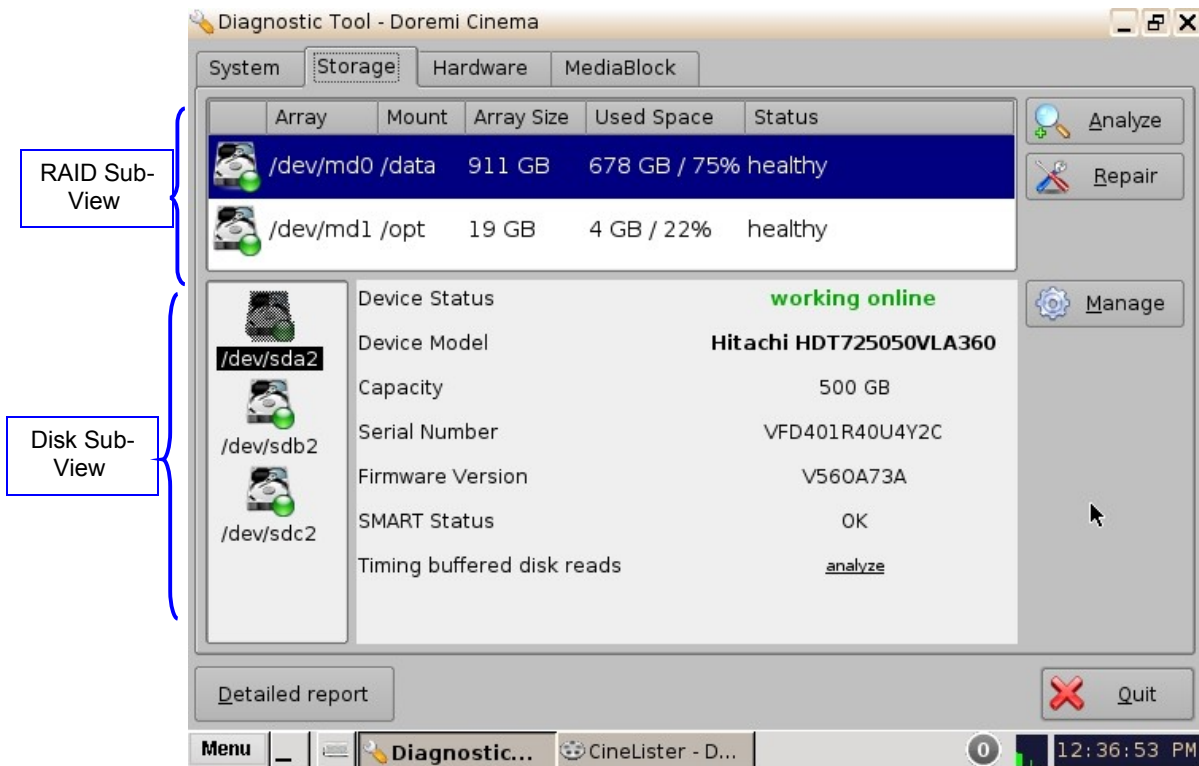 Diagnostic Tool - Doremi Cinema
System Storage Hardware MediaBlock
Array Mount Array Size Used Space Status
/dev/md0 /data 911 GB 678 GB / 75% healthy
/dev/md1 /opt 19 GB 4 GB / 22% healthy
Analyze
Repair
RAID Sub-
View
/dev/sda2
/dev/sdb2
/dev/sdc2
Device Status working online
Device Model Hitachi HDT725050VLA360
Capacity 500 GB
Serial Number VFD401R40U4Y2C
Firmware Version V56OA73A
SMART Status OK
Timing buffered disk reads analyze
Manage
Disk Sub-
View
Detailed report
Quit
Menu _ Diagnostic... CineLister - D... 0 12:36:53 PM